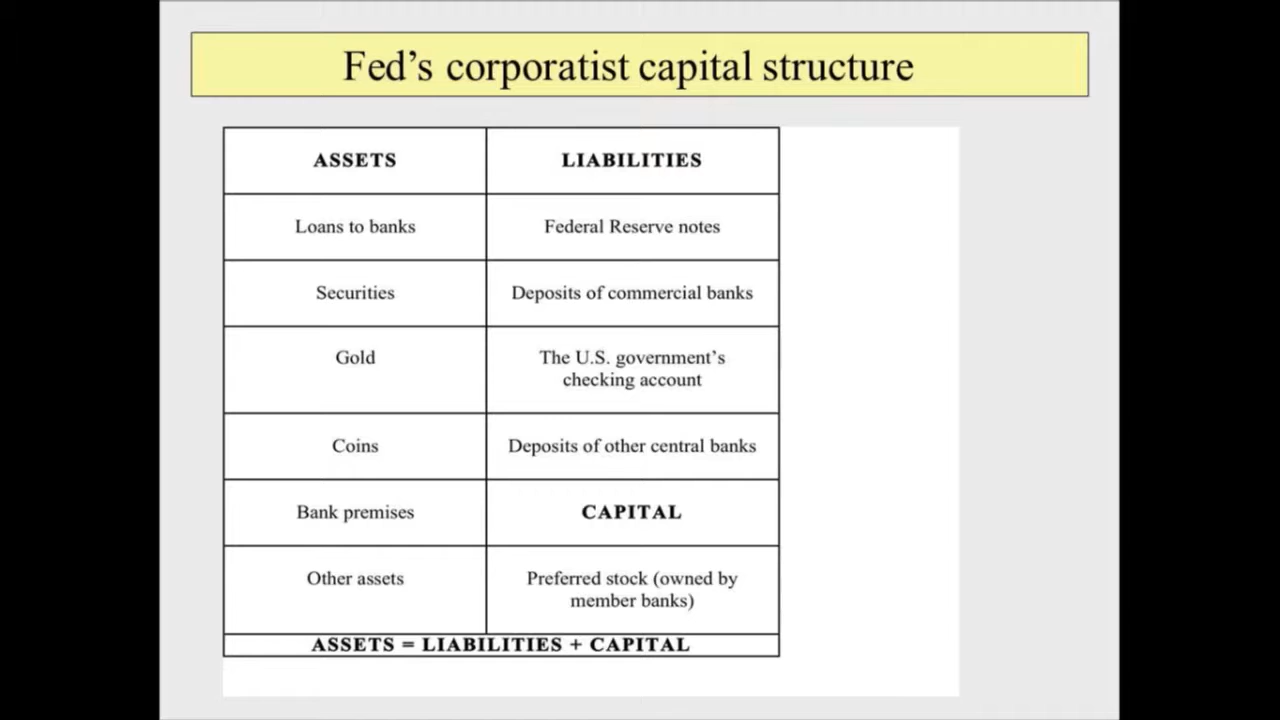 Fed’s corporatist capital structure
ASSETS
LIABILITIES
Loans to banks
Federal Reserve notes
Securities
Deposits of commercial banks
Gold
The U.S. government’s
checking account
Coins
Deposits of other central banks
Bank premises
CAPITAL
Other assets
Preferred stock (owned by
member banks)
ASSETS = LIABILITIES + CAPITAL